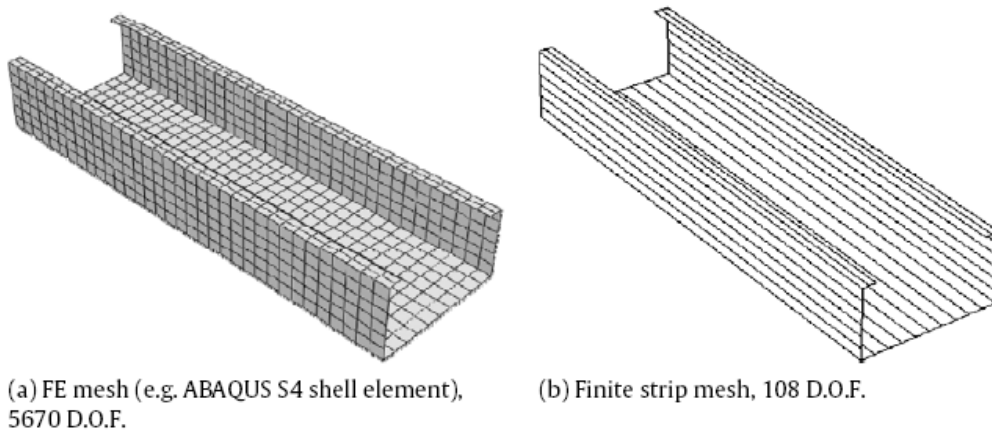 (a) FE mesh (e.g. ABAQUS S4 shell element),
5670 D.O.F.
(b) Finite strip mesh, 108 D.O.F.